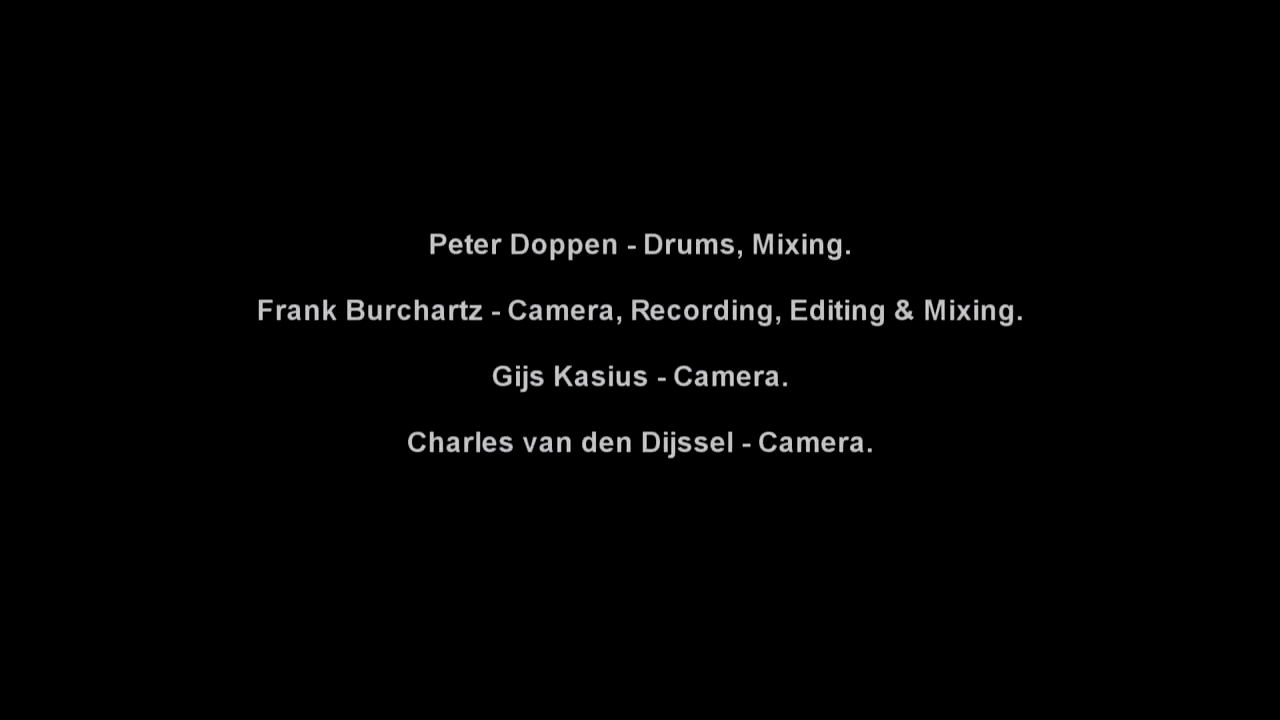 Peter Doppen - Drums, Mixing.
Frank Burchartz - Camera, Recording, Editing & Mixing.
Gijs Kasius - Camera.
Charles van den Dijssel - Camera.